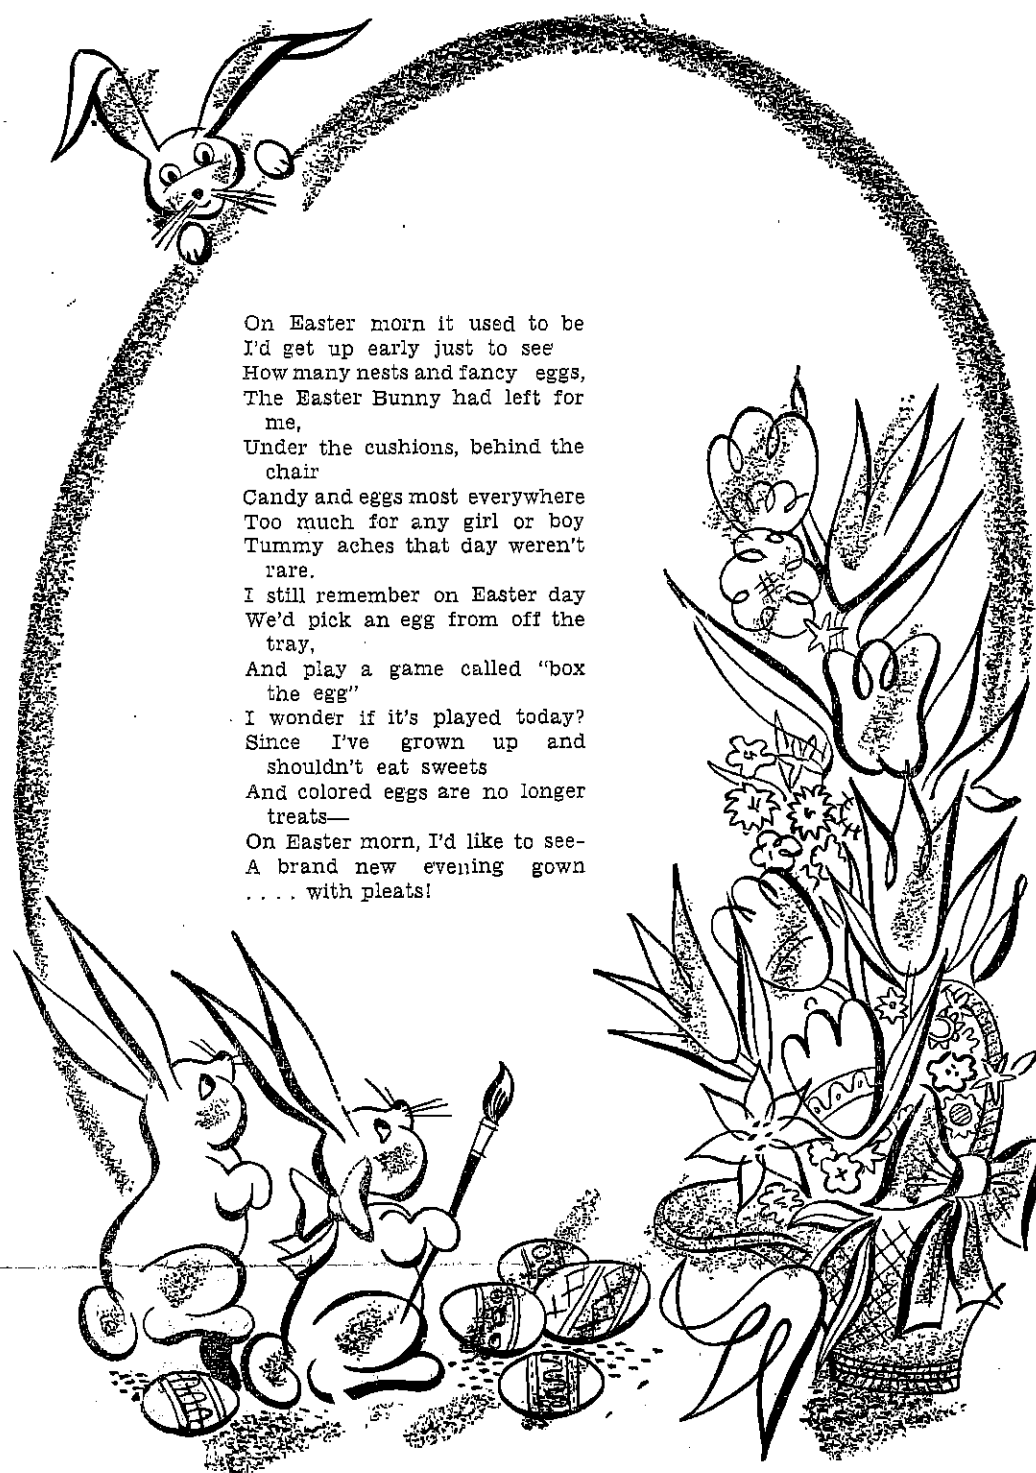 On Easter morn it used to be
I'd get up early just to see
How many nests and fancy eggs,
The Easter Bunny had left for
me,
Under the cushions, behind the
chair
Candy and eggs most everywhere
Too much for any girl or boy
Tummy aches that day weren't
rare.
I still remember on Easter day
We'd pick an egg from off the
tray,
And play a game called "box
the egg"
I wonder if it's played today?
Since I've grown up and
shouldn't eat sweets
And colored eggs are no longer
treats—
On Easter morn, I'd like to see-
A brand new evening gown
.... with pleats!